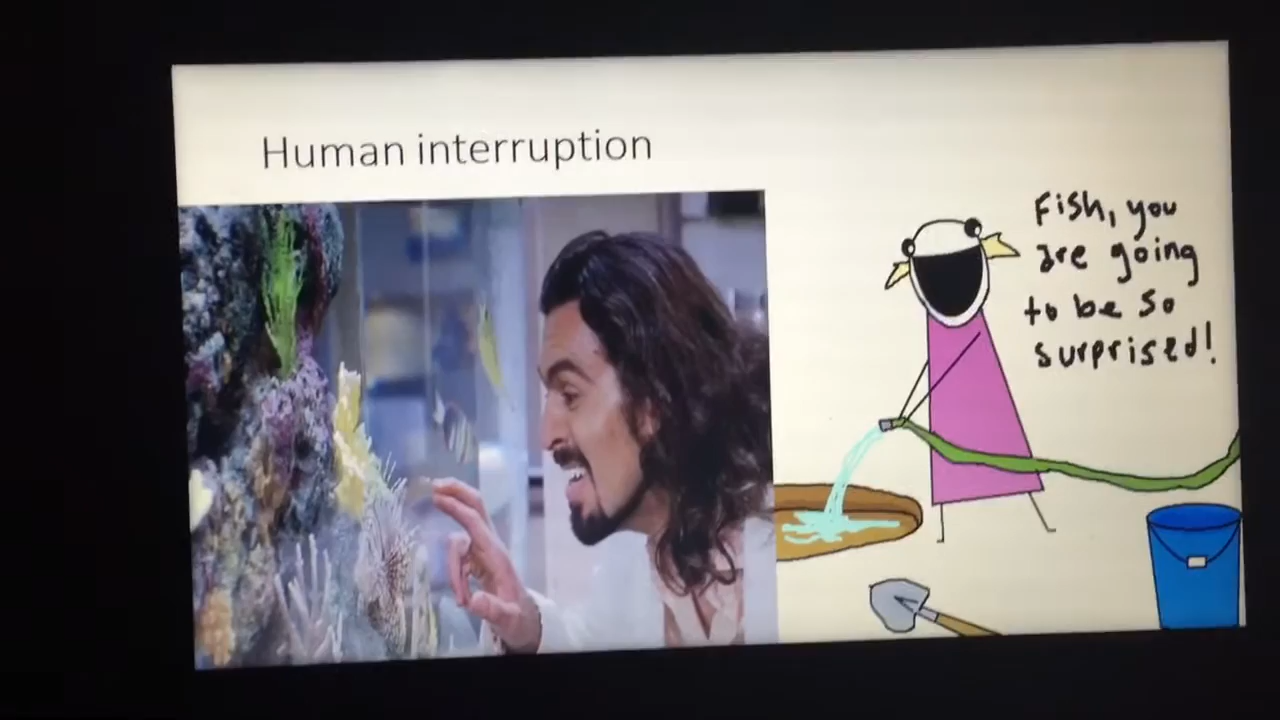 Human interruption
Fish, you
are going
to be so
surprised!